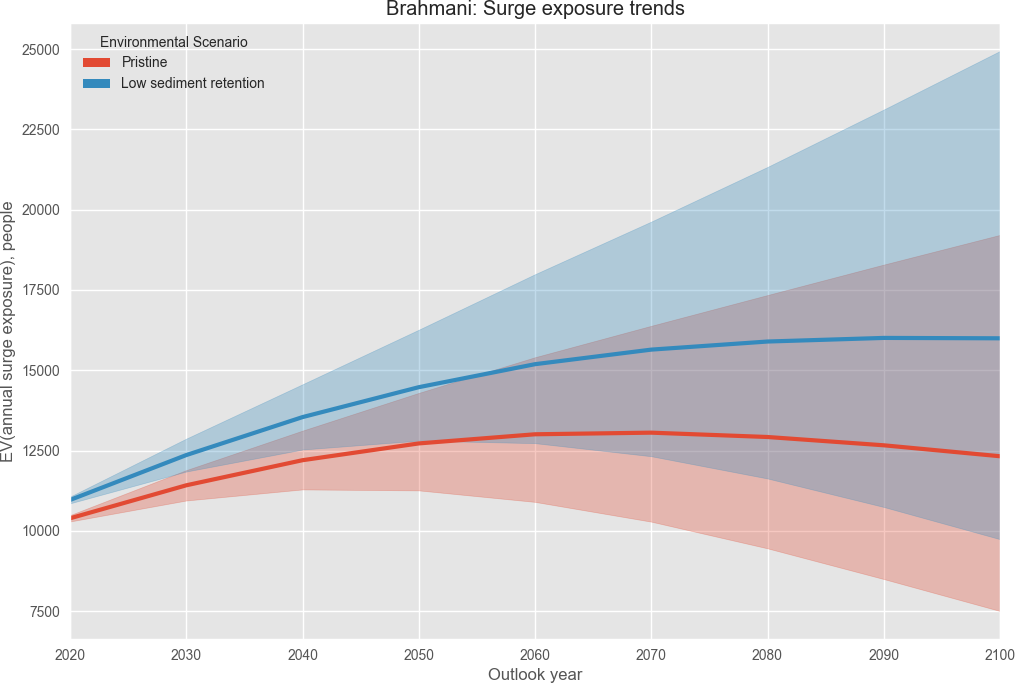 Brahmani: Surge exposure trends
Environmental Scenario
Pristine
Low sediment retention
25000
22500
20000
17500
15000
12500
10000
7500
EV(annual surge exposure), people
2020 2030 2040 2050 2060 2070 2080 2090 2100
Outlook year